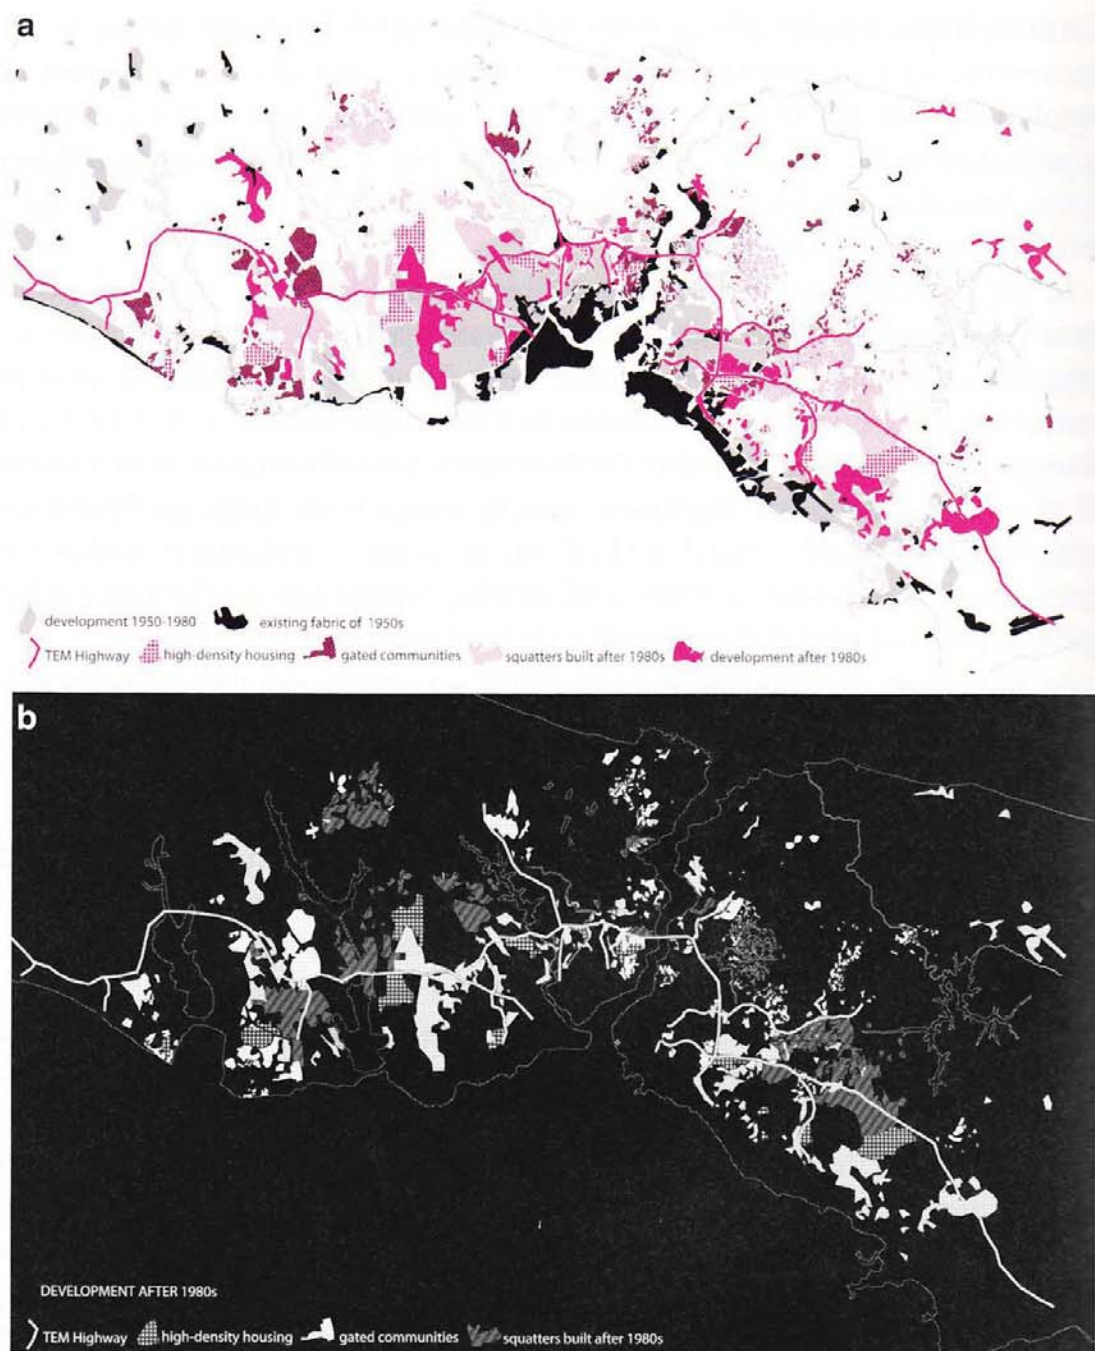 a
development 1950-1980 existing fabric of 1950s
TEM Highway high-density housing gated communities squatters built after 1980s development after 1980s
b
DEVELOPMENT AFTER 1980s
TEM Highway high-density housing gated communities squatters built after 1980s